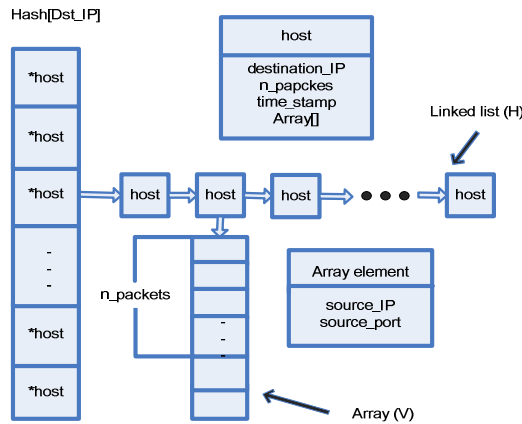 Hash[Dst_IP]
*host
*host
*host
-
-
-
*host
*host
host
destination_IP
n_papckes
time_stamp
Array[]
Linked list (H)
host
host
host
host
n_packets
-
-
-
Array element
source_IP
source_port
Array (V)